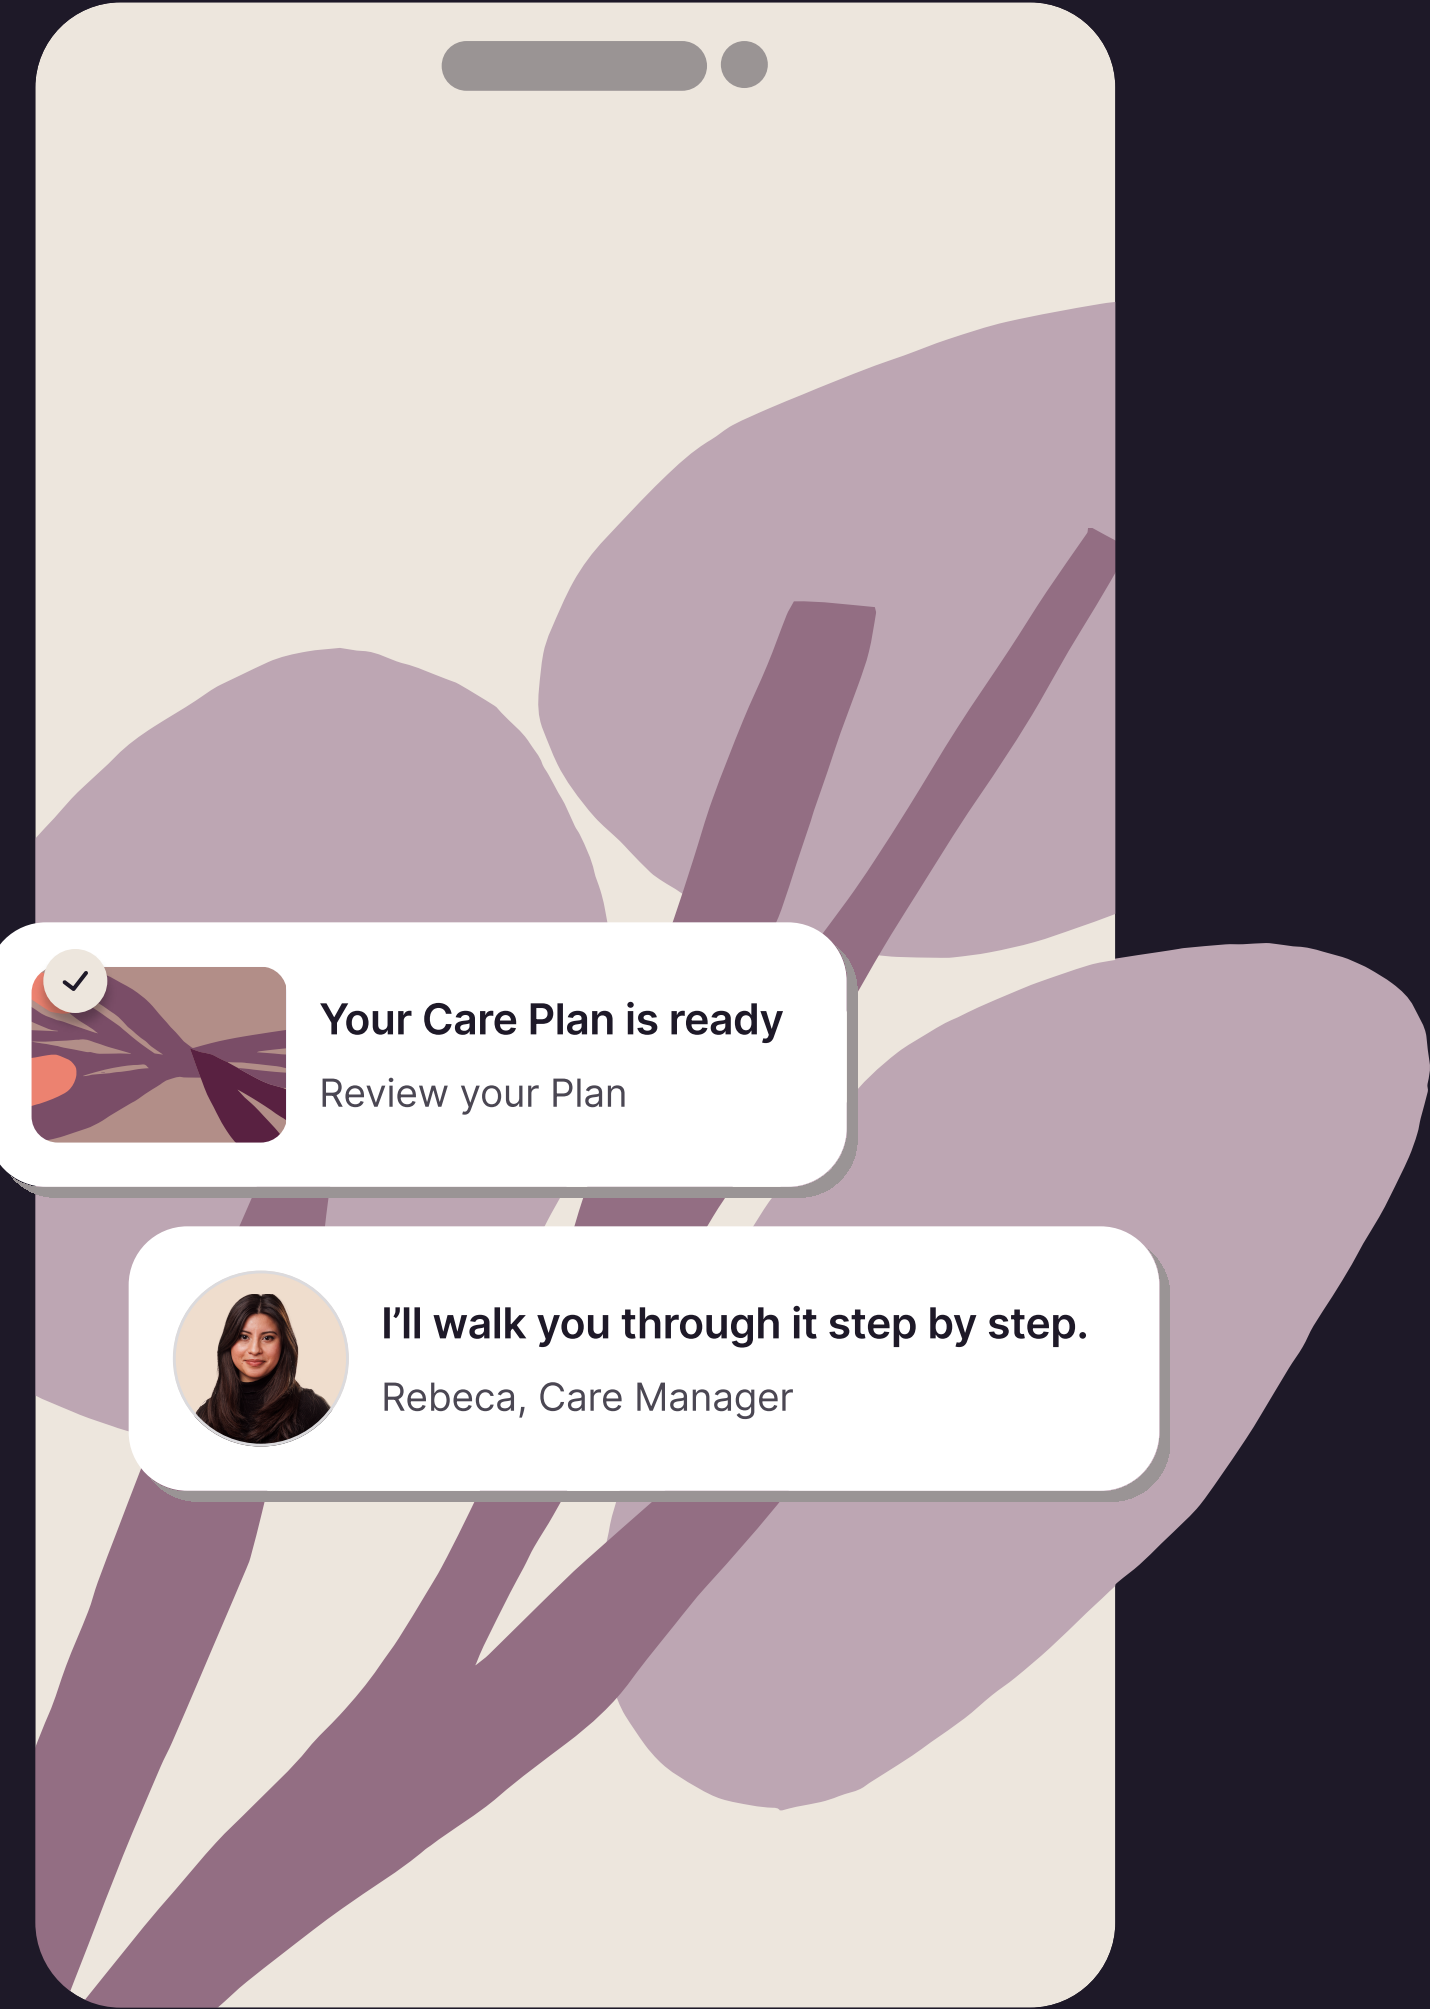 Your Care Plan is ready
Review your Plan
I’ll walk you through it step by step.
Rebeca, Care Manager